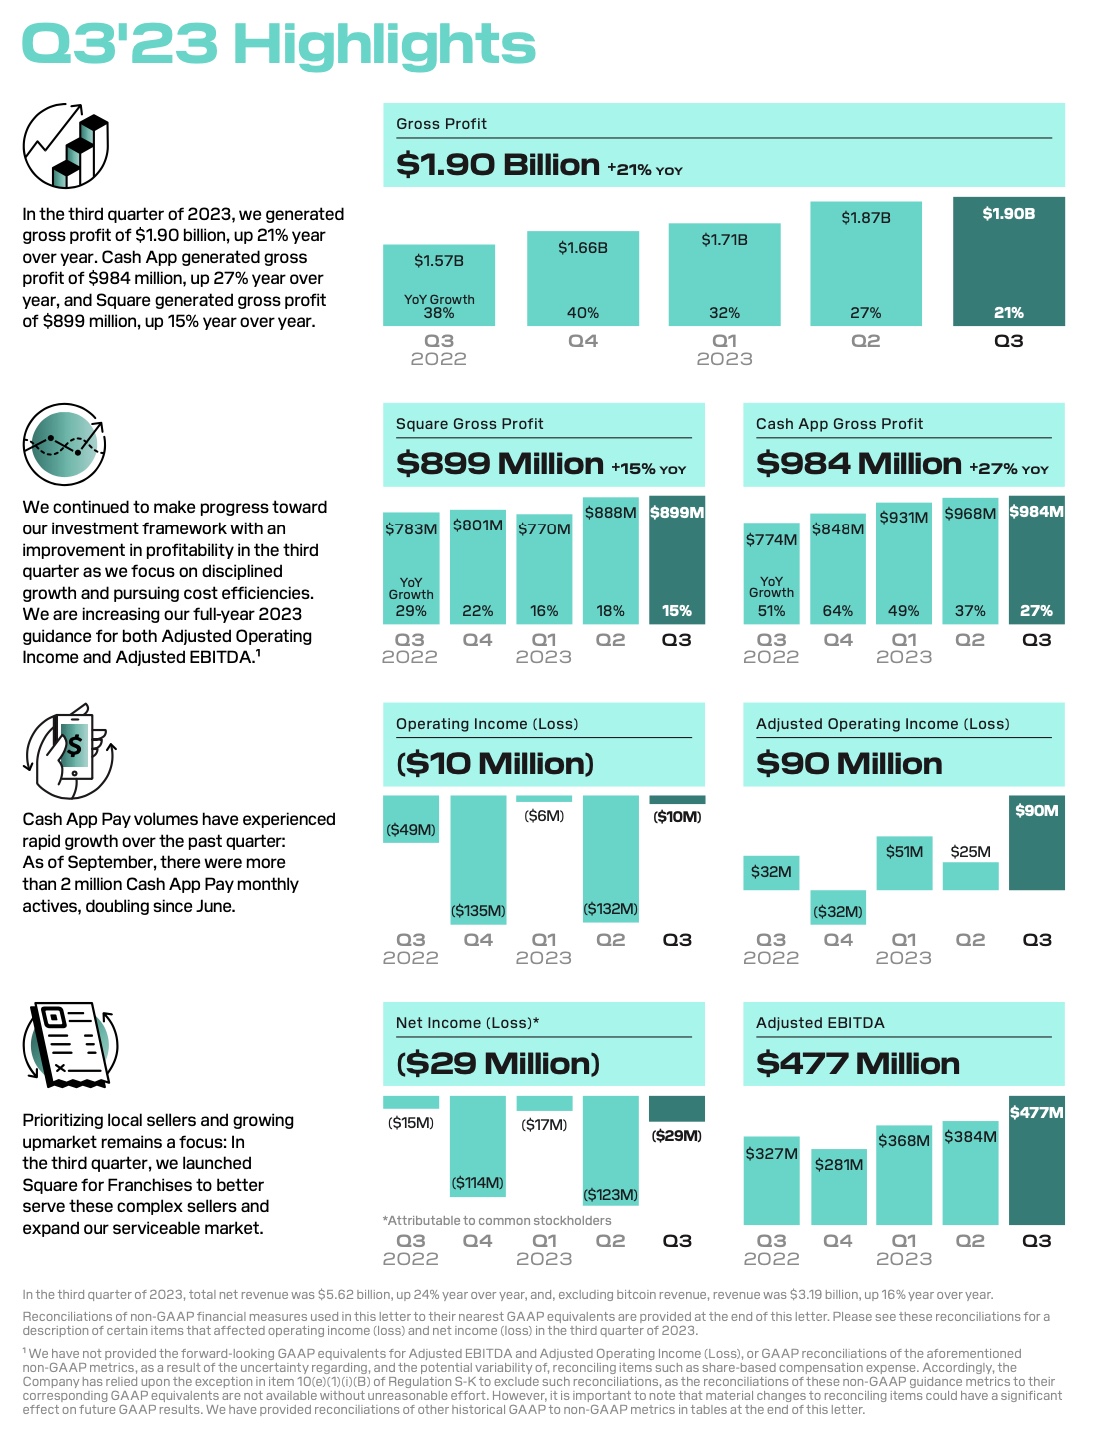 Q3'23 Highlights
In the third quarter of 2023, we generated
gross profit of $1.90 billion, up 21% year
over year. Cash App generated gross
profit of $984 million, up 27% year over
year, and Square generated gross profit
of $899 million, up 15% year over year.
Gross Profit
$1.90 Billion +21% YOY
$1.57B $1.66B $1.71B $1.87B $1.90B
YoY Growth
38% 40% 32% 27% 21%
Q3 Q4 Q1 Q2 Q3
2022 2023
We continued to make progress toward
our investment framework with an
improvement in profitability in the third
quarter as we focus on disciplined
growth and pursuing cost efficiencies.
We are increasing our full-year 2023
guidance for both Adjusted Operating
Income and Adjusted EBITDA.¹
Square Gross Profit
$899 Million +15% YOY
$783M $801M $770M $888M $899M
YoY
Growth
29% 22% 16% 18% 15%
Q3 Q4 Q1 Q2 Q3
2022 2023
Cash App Gross Profit
$984 Million +27% YOY
$774M $848M $931M $968M $984M
YoY
Growth
51% 64% 49% 37% 27%
Q3 Q4 Q1 Q2 Q3
2022 2023
$
Cash App Pay volumes have experienced
rapid growth over the past quarter:
As of September, there were more
than 2 million Cash App Pay monthly
actives, doubling since June.
Operating Income (Loss)
($10 Million)
($49M) ($135M) ($6M) ($132M) ($10M)
Q3 Q4 Q1 Q2 Q3
2022 2023
Adjusted Operating Income (Loss)
$90 Million
$32M ($32M) $51M $25M $90M
Q3 Q4 Q1 Q2 Q3
2022 2023
Prioritizing local sellers and growing
upmarket remains a focus: In
the third quarter, we launched
Square for Franchises to better
serve these complex sellers and
expand our serviceable market.
Net Income (Loss)*
($29 Million)
($15M) ($114M) ($17M) ($123M) ($29M)
*Attributable to common stockholders
Q3 Q4 Q1 Q2 Q3
2022 2023
Adjusted EBITDA
$477 Million
$327M $281M $368M $384M $477M
Q3 Q4 Q1 Q2 Q3
2022 2023
In the third quarter of 2023, total net revenue was $5.62 billion, up 24% year over year, and, excluding bitcoin revenue, revenue was $3.19 billion, up 16% year over year.
Reconciliations of non-GAAP financial measures used in this letter to their nearest GAAP equivalents are provided at the end of this letter. Please see these reconciliations for a
description of certain items that affected operating income (loss) and net income (loss) in the third quarter of 2023.
¹ We have not provided the forward-looking GAAP equivalents for Adjusted EBITDA and Adjusted Operating Income (Loss), or GAAP reconciliations of the aforementioned
non-GAAP metrics, as a result of the uncertainty regarding, and the potential variability of, reconciling items such as share-based compensation expense. Accordingly, the
Company has relied upon the exception in item 10(e)(1)(i)(B) of Regulation S-K to exclude such reconciliations, as the reconciliations of these non-GAAP guidance metrics to their
corresponding GAAP equivalents are not available without unreasonable effort. However, it is important to note that material changes to reconciling items could have a significant
effect on future GAAP results. We have provided reconciliations of other historical GAAP to non-GAAP metrics in tables at the end of this letter.